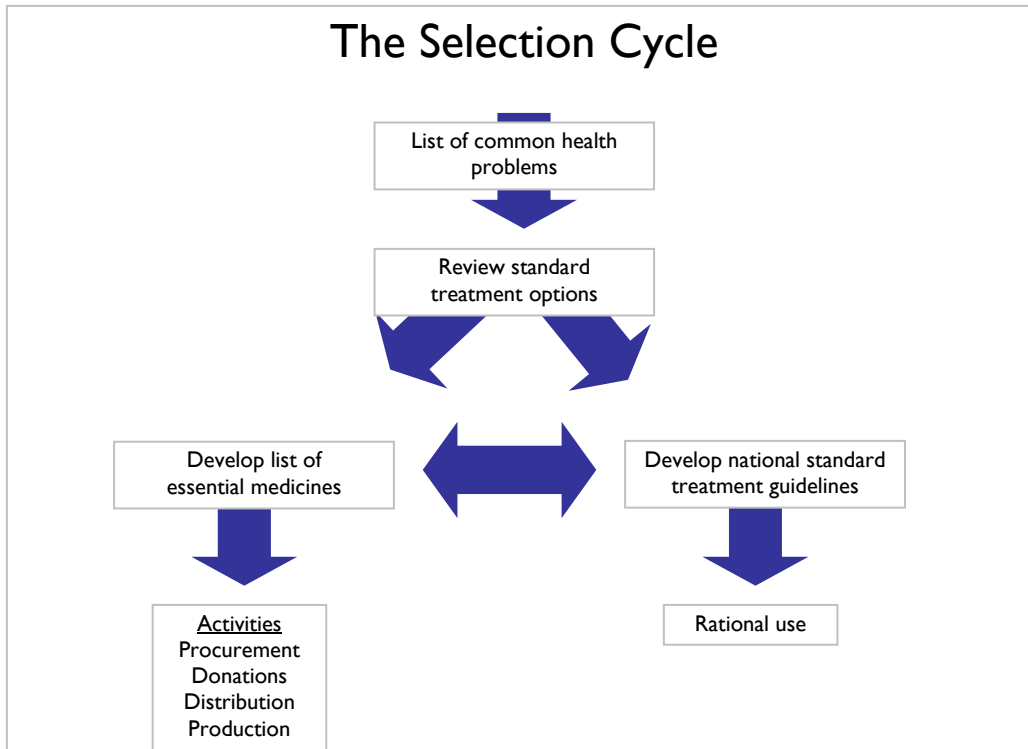 The Selection Cycle
List of common health
problems
Review standard
treatment options
Develop list of
essential medicines
Develop national standard
treatment guidelines
Activities
Procurement
Donations
Distribution
Production
Rational use